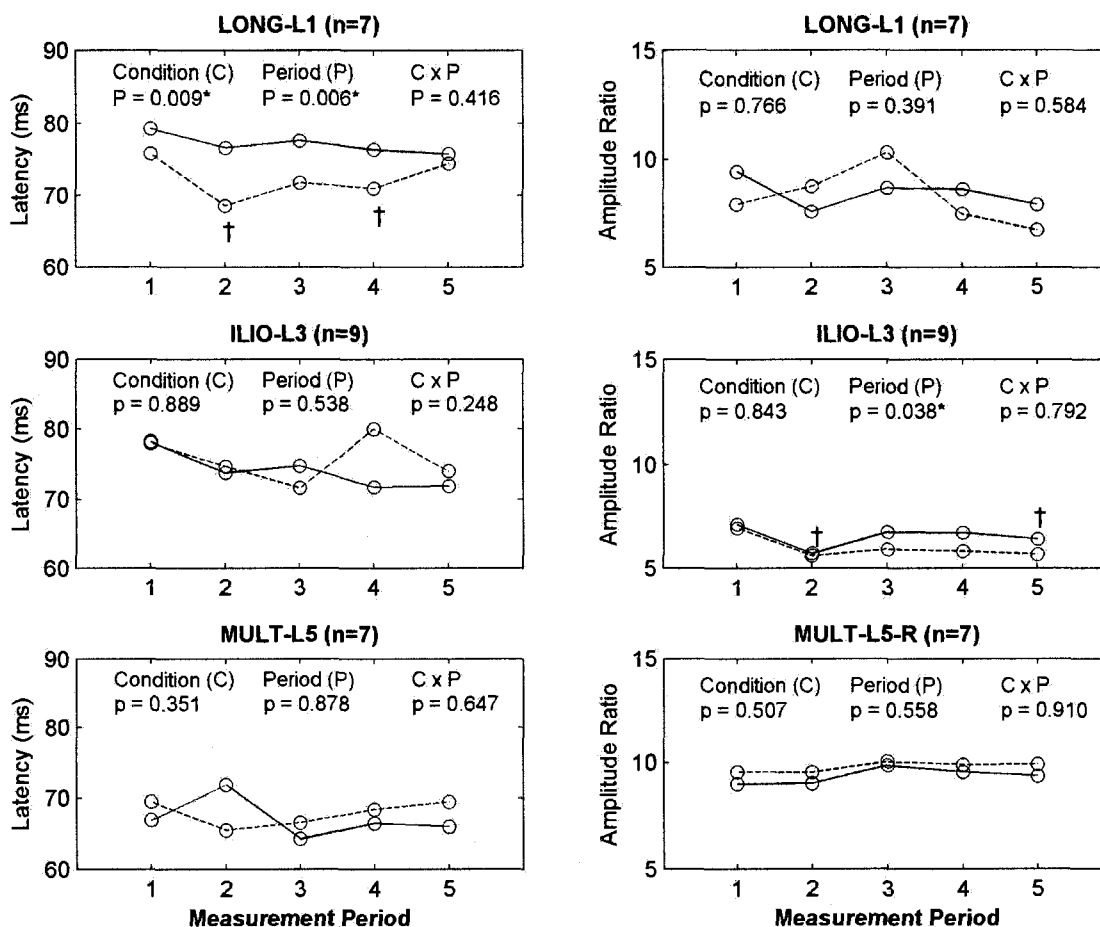 LONG-L1 (n=7)
90
80
70
60
Latency (ms)
Condition (C) Period (P) C x P
P = 0.009* P = 0.006* P = 0.416
† †
1 2 3 4 5
LONG-L1 (n=7)
15
10
5
Amplitude Ratio
Condition (C) Period (P) C x P
p = 0.766 p = 0.391 p = 0.584
1 2 3 4 5
ILIO-L3 (n=9)
90
80
70
60
Latency (ms)
Condition (C) Period (P) C x P
p = 0.889 p = 0.538 p = 0.248
1 2 3 4 5
ILIO-L3 (n=9)
15
10
5
Amplitude Ratio
Condition (C) Period (P) C x P
p = 0.843 p = 0.038* p = 0.792
† †
1 2 3 4 5
MULT-L5 (n=7)
90
80
70
60
Latency (ms)
Condition (C) Period (P) C x P
p = 0.351 p = 0.878 p = 0.647
1 2 3 4 5
Measurement Period
MULT-L5-R (n=7)
15
10
5
Amplitude Ratio
Condition (C) Period (P) C x P
p = 0.507 p = 0.558 p = 0.910
1 2 3 4 5
Measurement Period